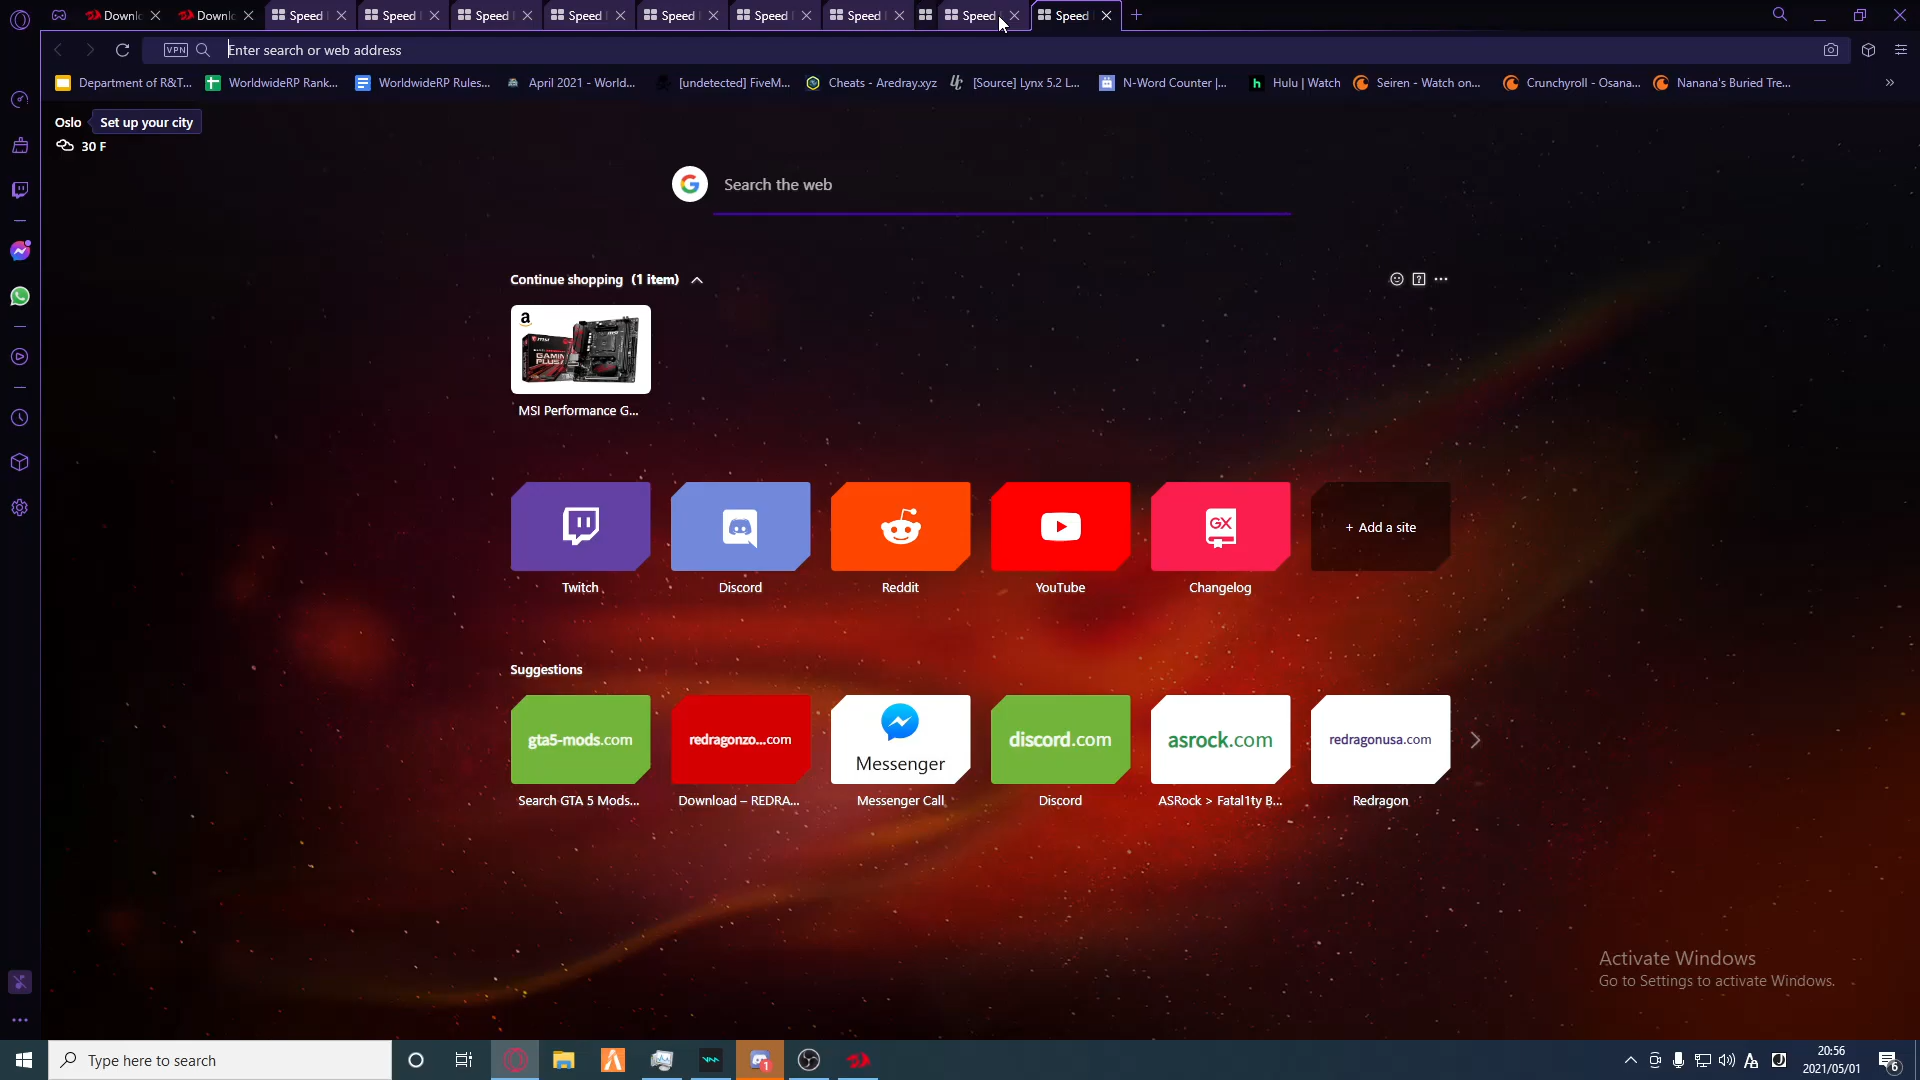 Downl
Downl
Speed
Speed
Speed
Speed
Speed
Speed
Speed
Speed
Speed
VPN
Enter search or web address
Department of R&T...
WorldwideRP Rank...
WorldwideRP Rules...
April 2021 - World...
[undetected] FiveM...
Cheats - Aredray.xyz
[Source] Lynx 5.2 L...
N-Word Counter |...
Hulu | Watch
Seiren - Watch on...
Crunchyroll - Osana...
Nanana's Buried Tre...
Oslo
Set up your city
30 F
Search the web
Continue shopping (1 item)
MSI Performance G...
GX
+ Add a site
Twitch
Discord
Reddit
YouTube
Changelog
Suggestions
gta5-mods.com
redragonzo...com
Messenger
discord.com
asrock.com
redragonusa.com
Search GTA 5 Mods...
Download – REDRA...
Messenger Call
Discord
ASRock > Fatal1ty B...
Redragon
Activate Windows
Go to Settings to activate Windows.
Type here to search
1
20:56
2021/05/01
6